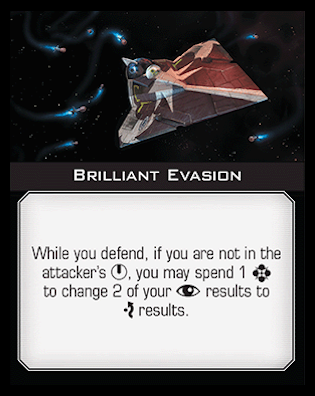 BRILLIANT EVASION
While you defend, if you are not in the
attacker's , you may spend 1
to change 2 of your results to
results.